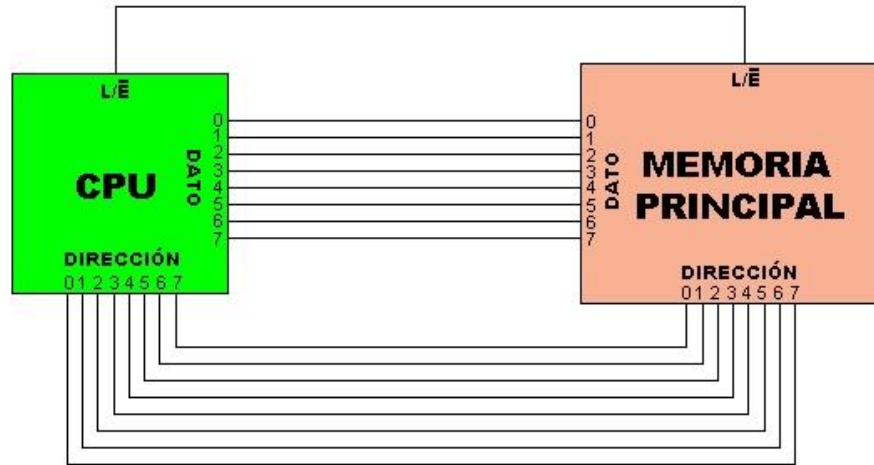 L/Ē
L/Ē
CPU
DATO
0
1
2
3
4
5
6
7
0
1
2
3
4
5
6
7
DATO
MEMORIA
PRINCIPAL
DIRECCIÓN
0 1 2 3 4 5 6 7
DIRECCIÓN
0 1 2 3 4 5 6 7